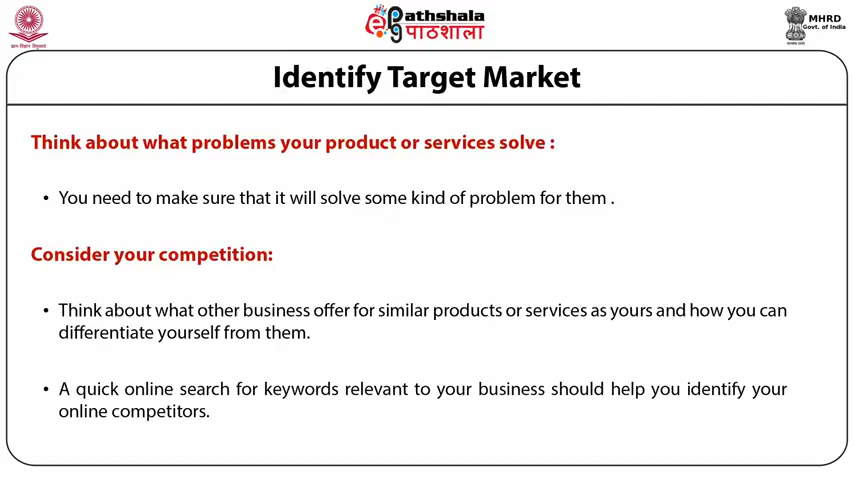 ePathshala
पाठशाला
MHRD
Govt. of India
Identify Target Market
Think about what problems your product or services solve :
• You need to make sure that it will solve some kind of problem for them .
Consider your competition:
• Think about what other business offer for similar products or services as yours and how you can
differentiate yourself from them.
• A quick online search for keywords relevant to your business should help you identify your
online competitors.